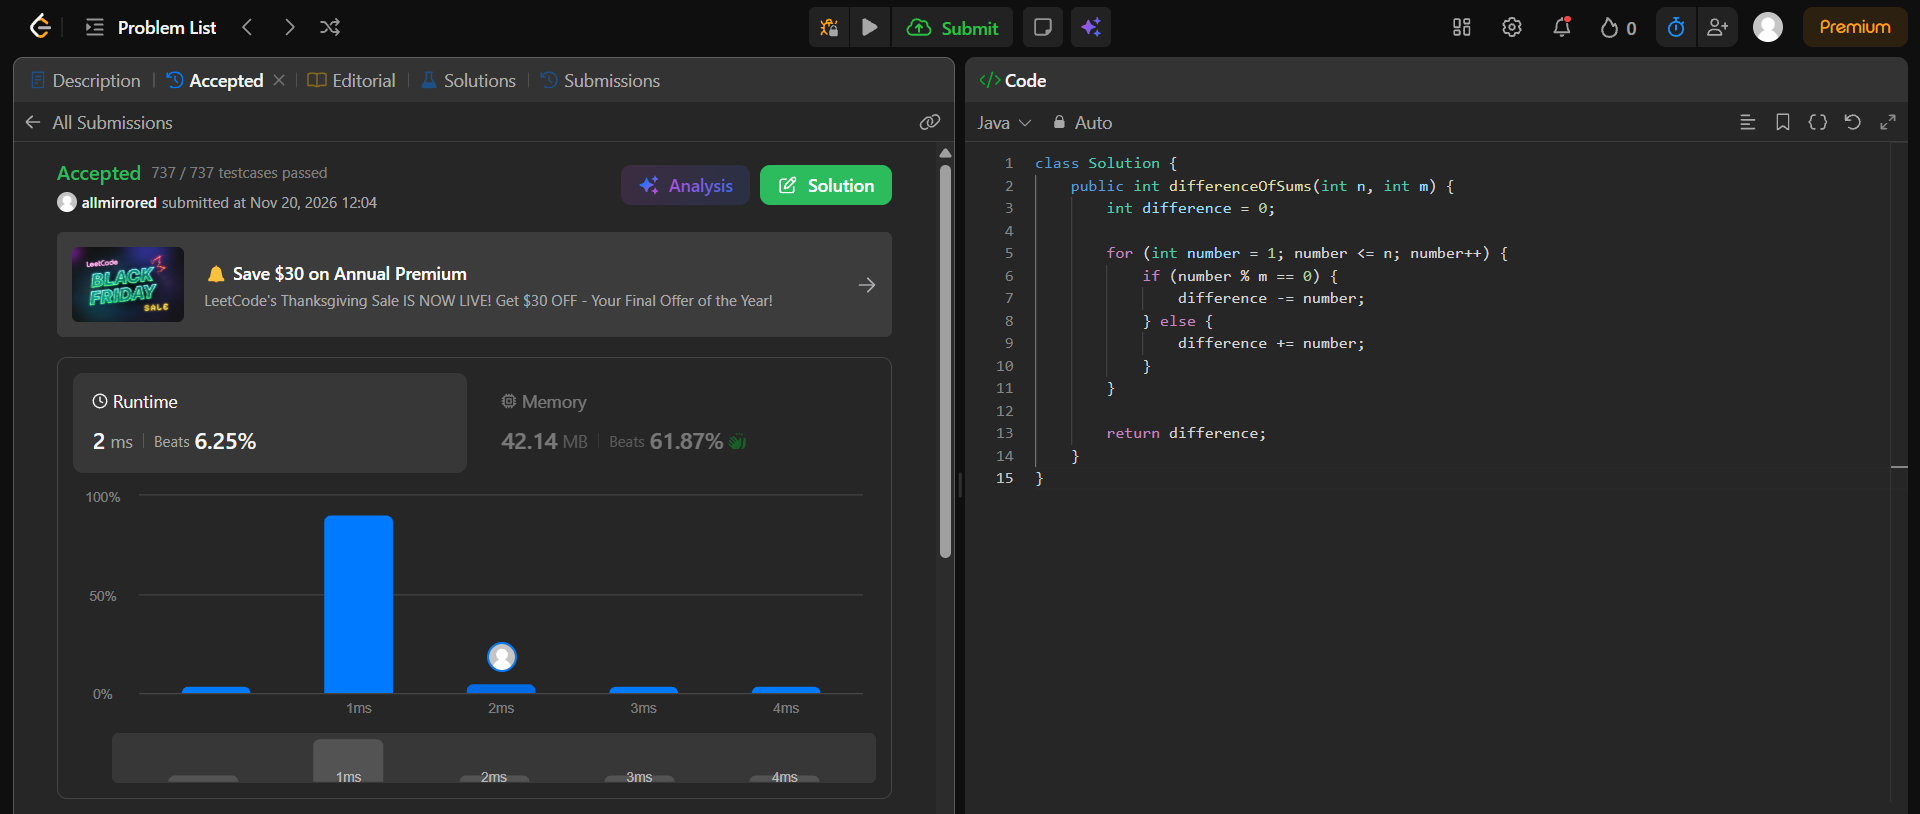 Problem List
Submit
0
Premium
Description
Accepted
Editorial
Solutions
Submissions
All Submissions
Accepted 737 / 737 testcases passed
allmirrored submitted at Nov 20, 2026 12:04
Analysis
Solution
LeetCode
BLACK
FRIDAY
SALE
Save $30 on Annual Premium
LeetCode's Thanksgiving Sale IS NOW LIVE! Get $30 OFF - Your Final Offer of the Year!
Runtime
2 ms Beats 6.25%
Memory
42.14 MB Beats 61.87%
100%
50%
0%
1ms 2ms 3ms 4ms
1ms 2ms 3ms 4ms
</> Code
Java Auto
1 class Solution {
2 public int differenceOfSums(int n, int m) {
3 int difference = 0;
4
5 for (int number = 1; number <= n; number++) {
6 if (number % m == 0) {
7 difference -= number;
8 } else {
9 difference += number;
10 }
11 }
12
13 return difference;
14 }
15 }